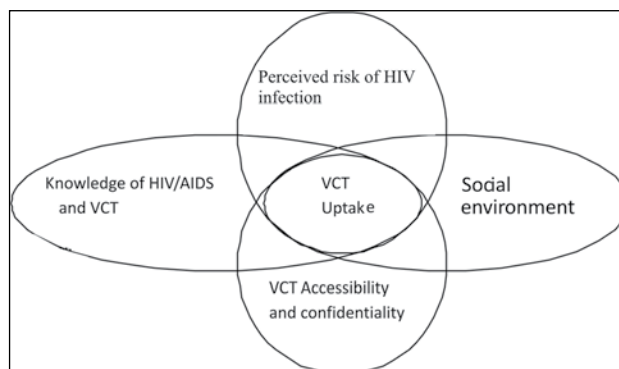 Perceived risk of HIV
infection
Knowledge of HIV/AIDS
and VCT
VCT
Uptake
Social
environment
VCT Accessibility
and confidentiality